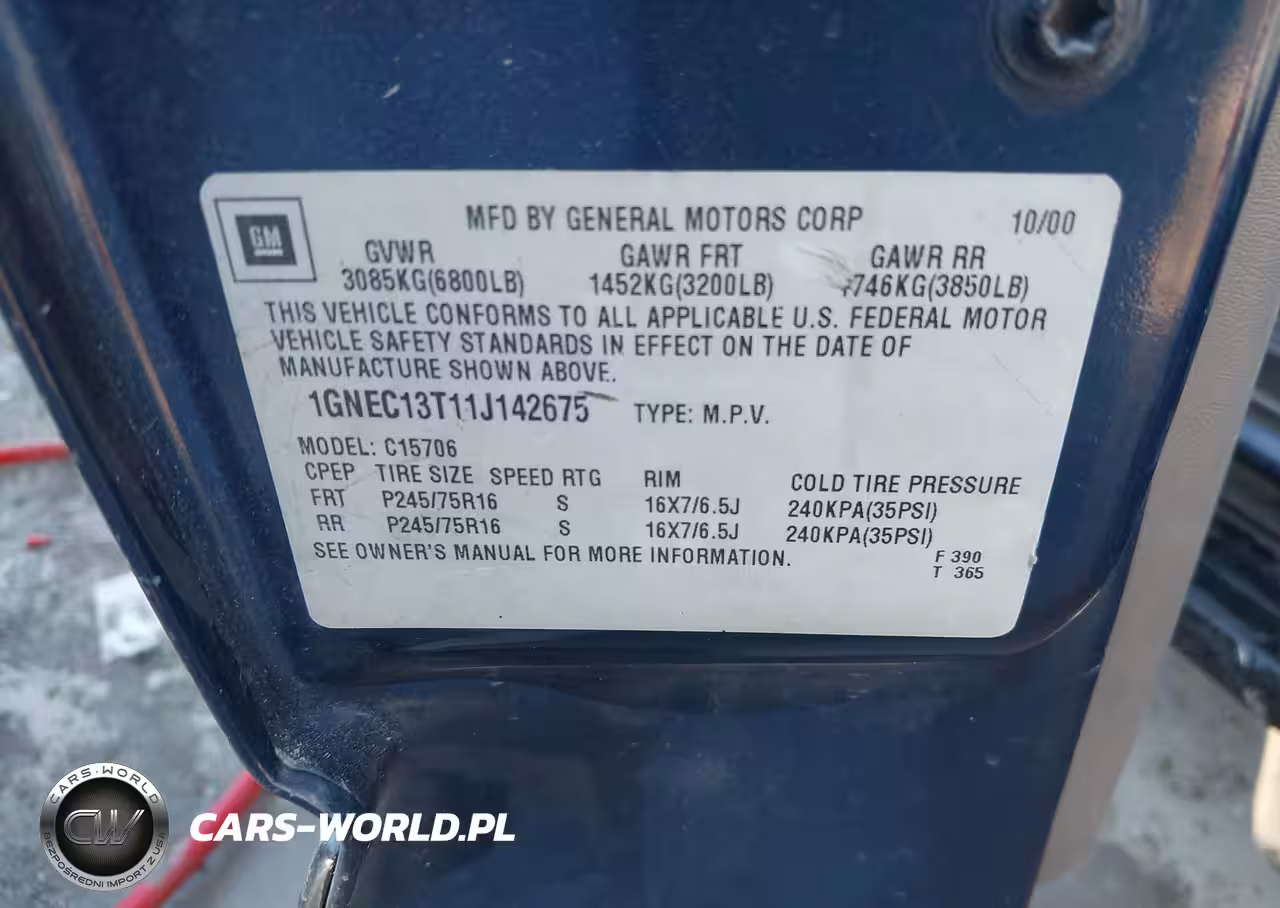 GM
MFD BY GENERAL MOTORS CORP 10/00
GVWR GAWR FRT GAWR RR
3085KG(6800LB) 1452KG(3200LB) 1746KG(3850LB)
THIS VEHICLE CONFORMS TO ALL APPLICABLE U.S. FEDERAL MOTOR
VEHICLE SAFETY STANDARDS IN EFFECT ON THE DATE OF
MANUFACTURE SHOWN ABOVE.
1GNEC13T11J142675 TYPE: M.P.V.
MODEL: C15706
CPEP TIRE SIZE SPEED RTG RIM COLD TIRE PRESSURE
FRT P245/75R16 S 16X7/6.5J 240KPA(35PSI)
RR P245/75R16 S 16X7/6.5J 240KPA(35PSI)
SEE OWNER'S MANUAL FOR MORE INFORMATION.
F 390
T 365
CARS-WORLD
CW
BEZPOŚREDNI IMPORT Z USA
CARS-WORLD.PL